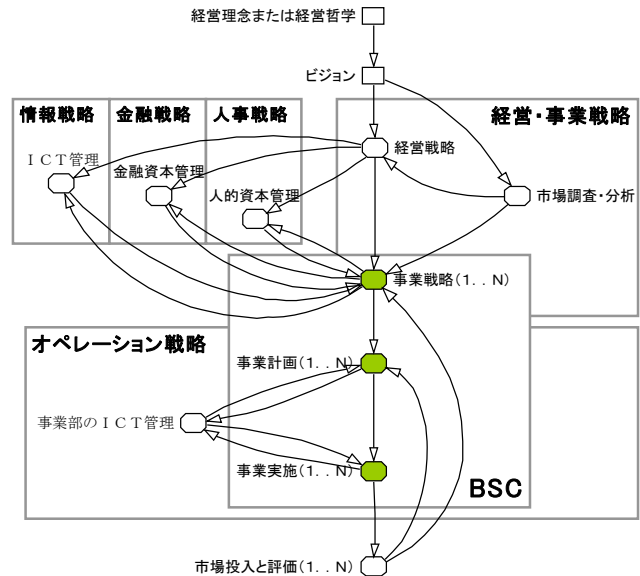 経営理念または経営哲学
ビジョン
情報戦略
金融戦略
人事戦略
経営・事業戦略
ＩＣＴ管理
経営戦略
金融資本管理
人的資本管理
市場調査・分析
事業戦略(１．．Ｎ)
オペレーション戦略
事業計画(１．．Ｎ)
事業部のＩＣＴ管理
事業実施(１．．Ｎ)
BSC
市場投入と評価(１．．Ｎ)